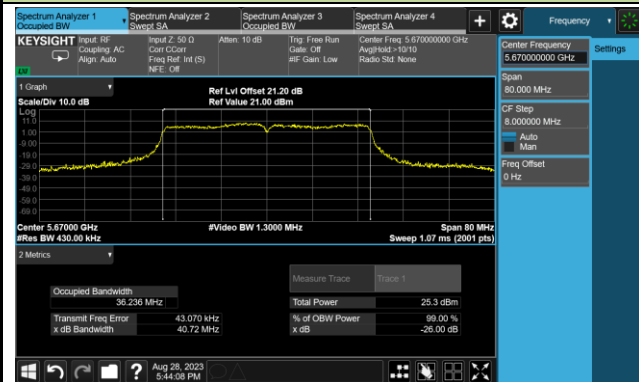 Spectrum Analyzer 1
Occupied BW
Spectrum Analyzer 2
Swept SA
Spectrum Analyzer 3
Occupied BW
Spectrum Analyzer 4
Swept SA
+
Frequency
KEYSIGHT
Input: RF
Coupling: AC
Align: Auto
Input Z: 50 Ω
Corr CCorr
Freq Ref: Int (S)
NFE: Off
Atten: 10 dB
Trig: Free Run
Gate: Off
#IF Gain: Low
Center Freq: 5.670000000 GHz
Avg|Hold:>10/10
Radio Std: None
LXI
Center Frequency
5.670000000 GHz
Settings
Span
80.000 MHz
CF Step
8.000000 MHz
Auto
Man
Freq Offset
0 Hz
1 Graph
Scale/Div 10.0 dB
Ref Lvl Offset 21.20 dB
Ref Value 21.00 dBm
Log
11.0
1.00
-9.00
-19.0
-29.0
-39.0
-49.0
-59.0
-69.0
Center 5.67000 GHz
#Video BW 1.3000 MHz
Span 80 MHz
#Res BW 430.00 kHz
Sweep 1.07 ms (2001 pts)
2 Metrics
Measure Trace
Trace 1
Occupied Bandwidth
36.236 MHz
Total Power
25.3 dBm
Transmit Freq Error
43.070 kHz
% of OBW Power
99.00 %
x dB Bandwidth
40.72 MHz
x dB
-26.00 dB
?
Aug 28, 2023
5:44:08 PM